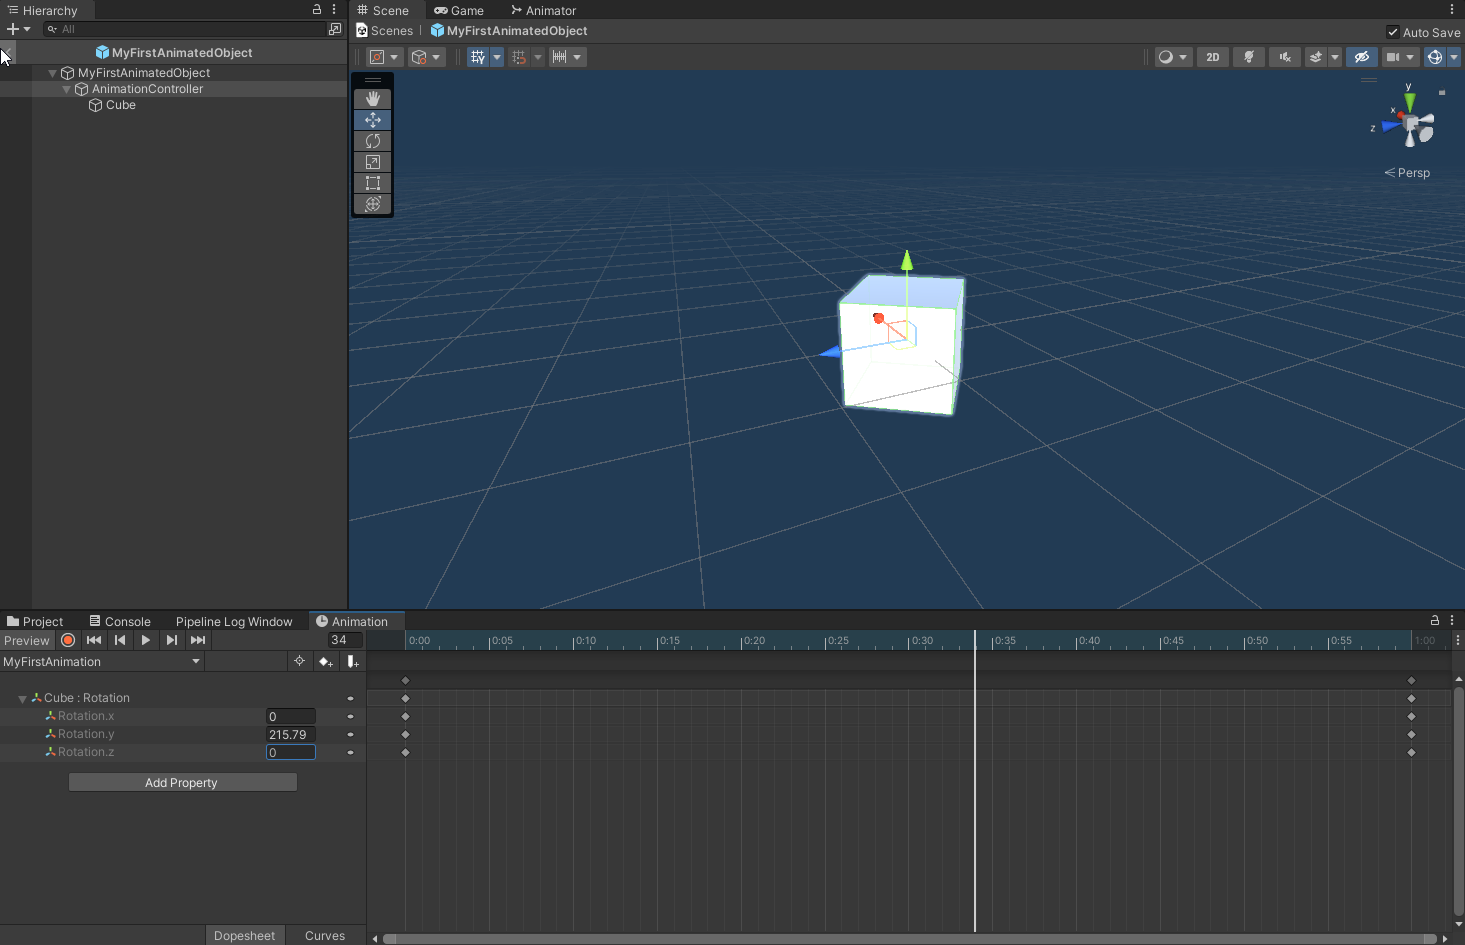 Hierarchy
All
MyFirstAnimatedObject
MyFirstAnimatedObject
AnimationController
Cube
Scene
Game
Animator
Scenes
MyFirstAnimatedObject
Auto Save
2D
y
x
z
Persp
Project
Console
Pipeline Log Window
Animation
Preview
34
0:00
0:05
0:10
0:15
0:20
0:25
0:30
0:35
0:40
0:45
0:50
0:55
1:00
MyFirstAnimation
Cube : Rotation
Rotation.x
0
Rotation.y
215.79
Rotation.z
0
Add Property
Dopesheet
Curves